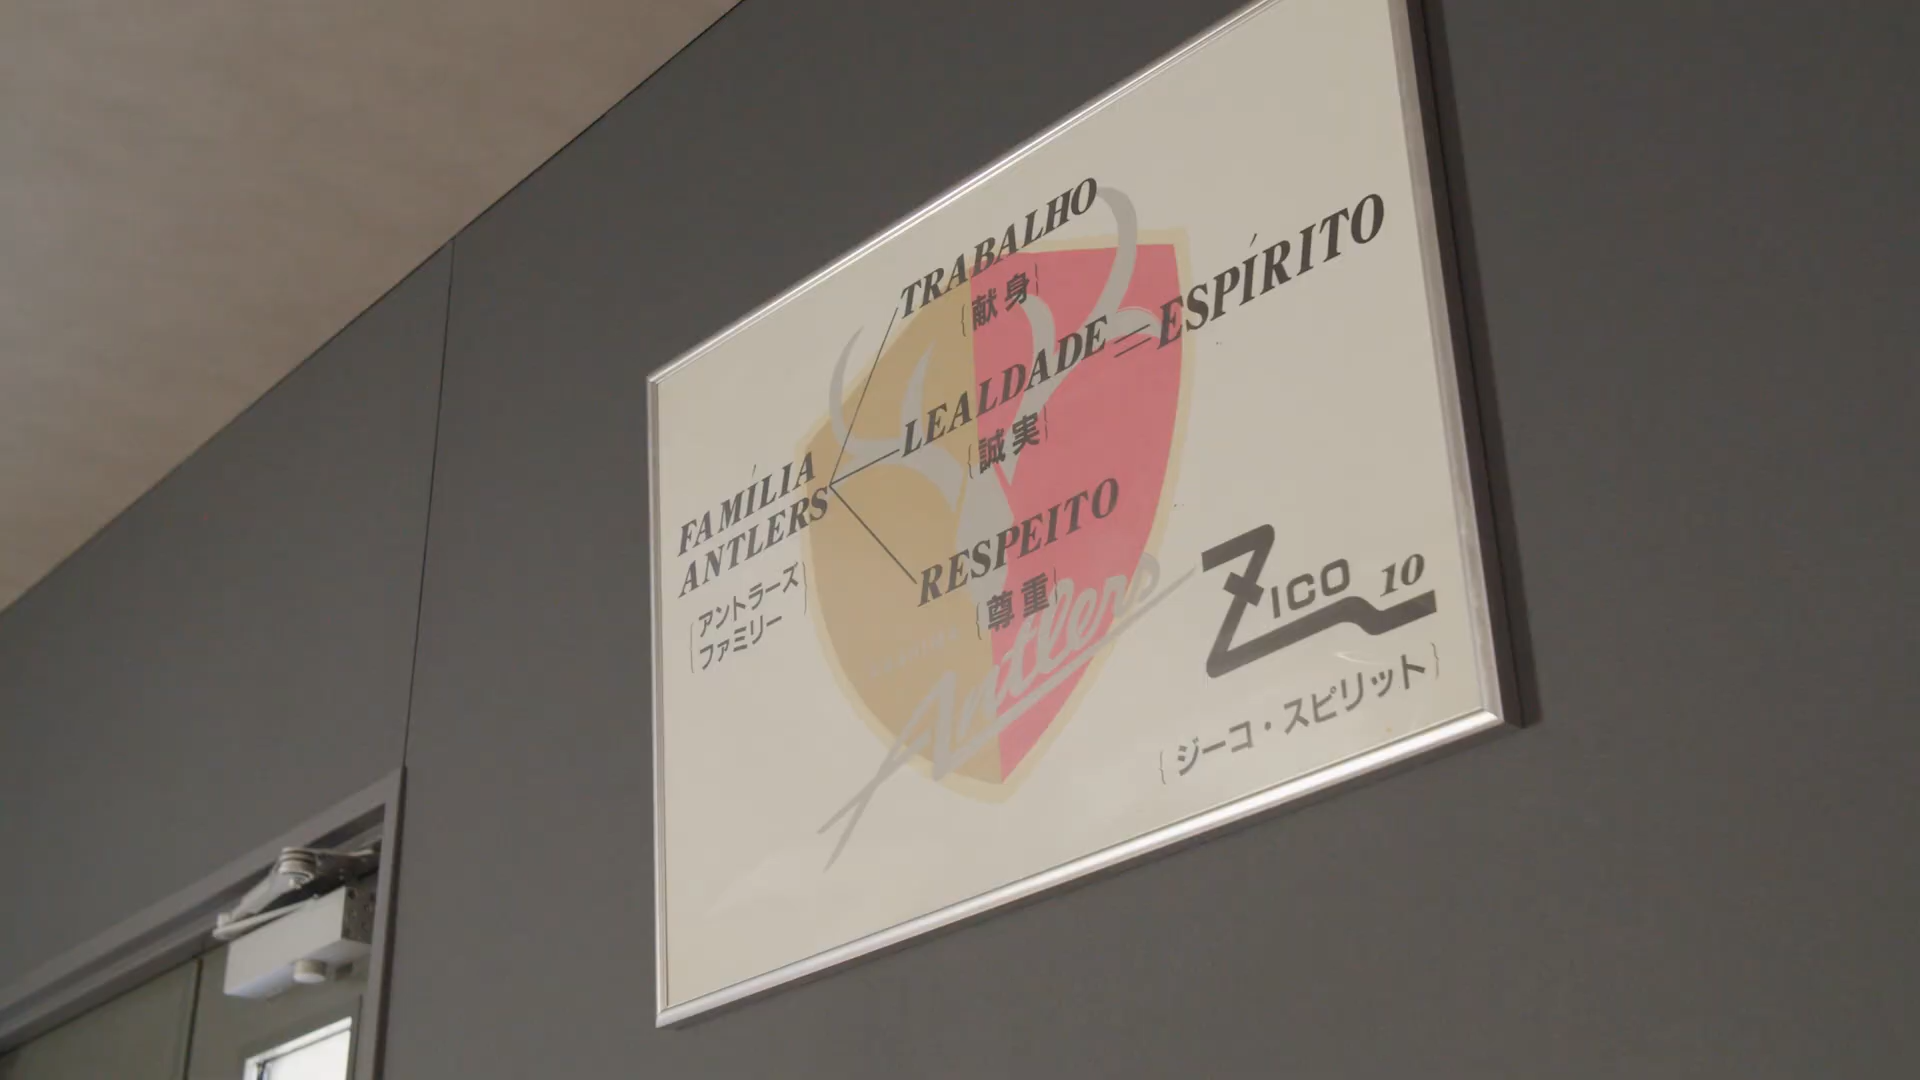 TRABALHO
{献身}
LEALDADE=ESPÍRITO
{誠実}
FAMÍLIA
ANTLERS
{アントラーズ
ファミリー}
RESPEITO
{尊重}
Antlers
ZICO 10
{ジーコ・スピリット}